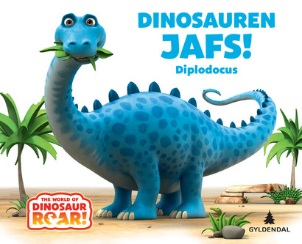 DINOSAUREN
JAFS!
Diplodocus
THE WORLD OF
DINOSAUR
ROAR!
GYLDENDAL